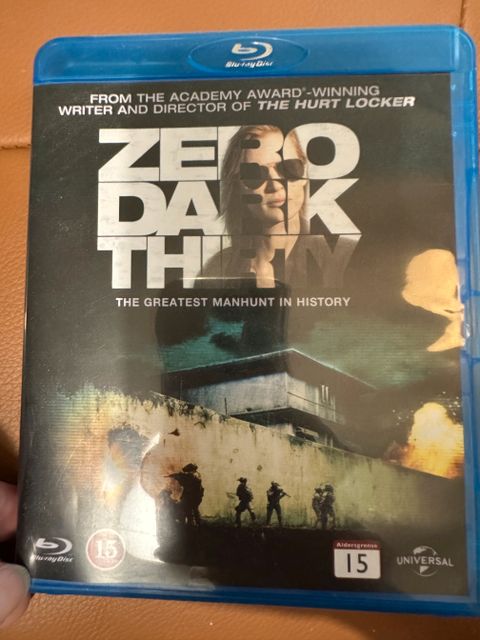 Blu-ray Disc
FROM THE ACADEMY AWARD®-WINNING
WRITER AND DIRECTOR OF THE HURT LOCKER
ZERO
DARK
THIRTY
THE GREATEST MANHUNT IN HISTORY
Blu-ray Disc
15
Aldersgrense
15
UNIVERSAL